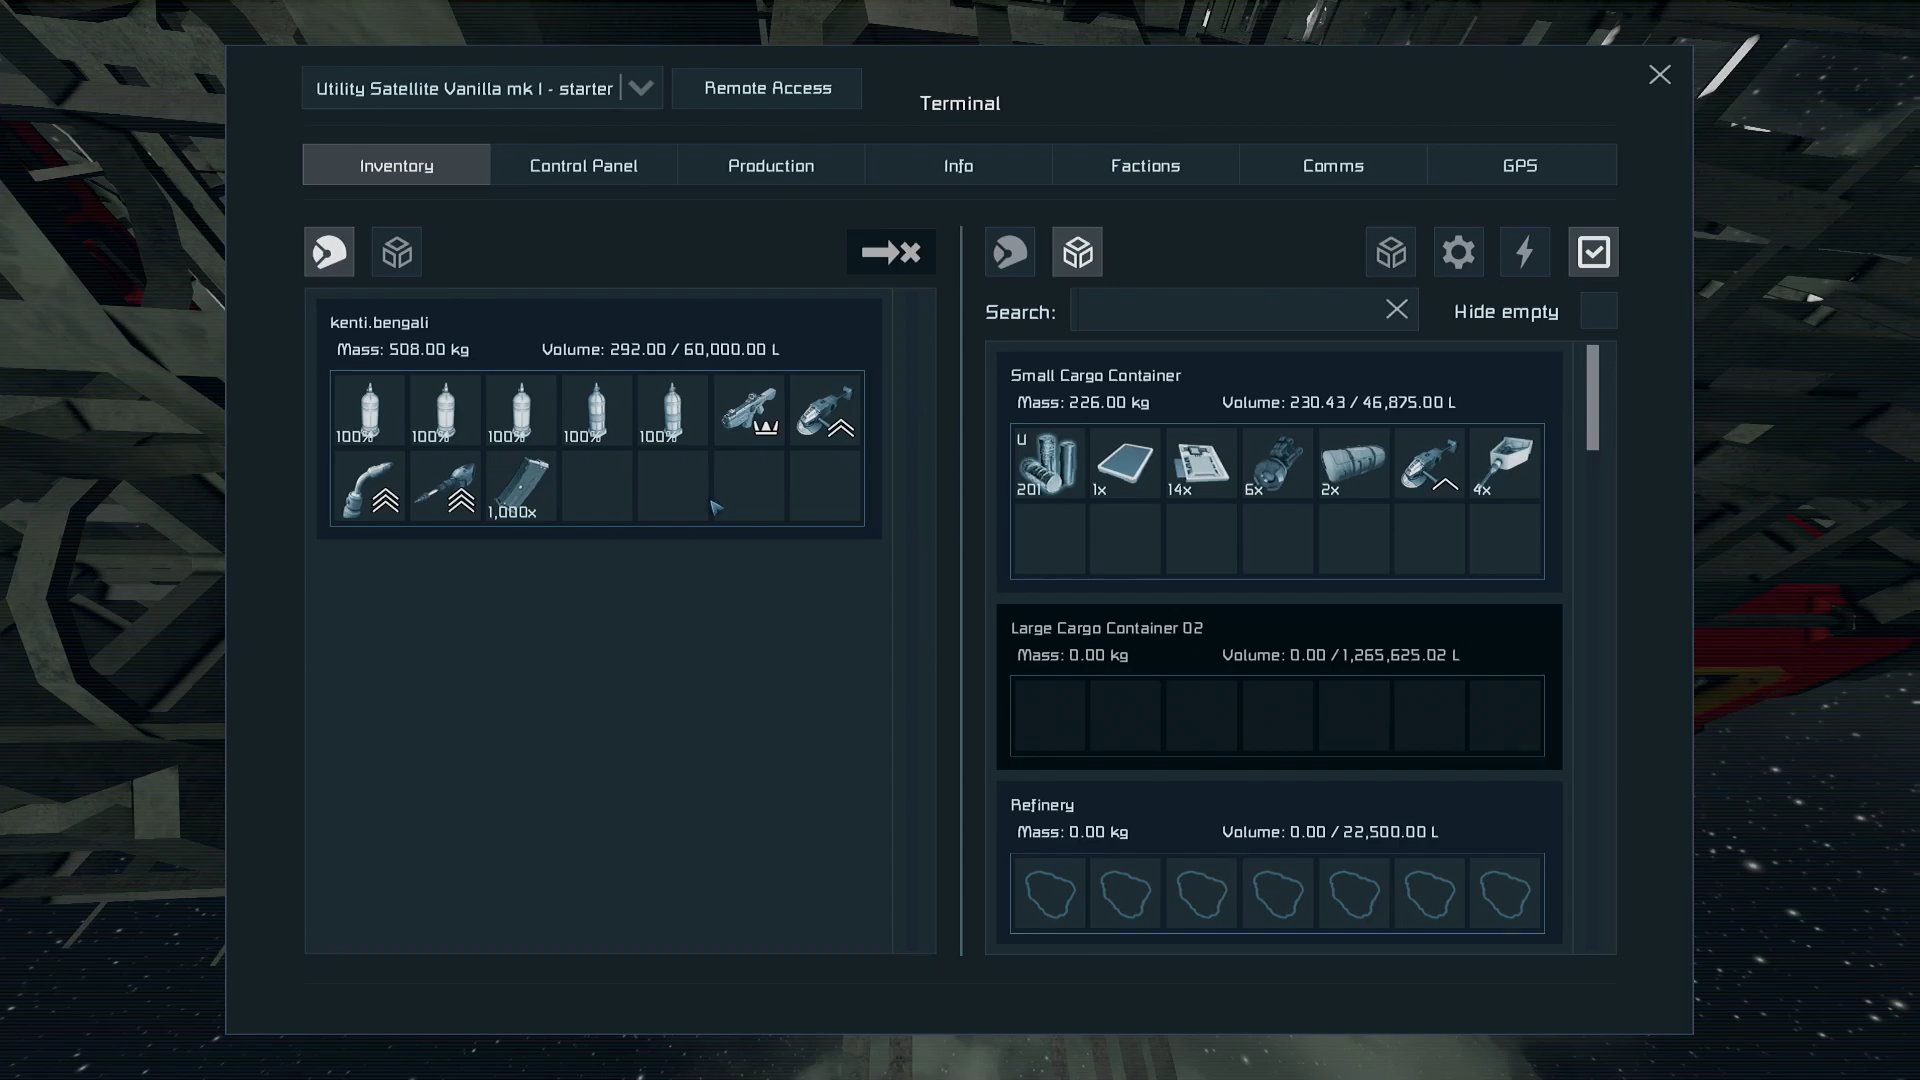 Utility Satellite Vanilla mk I - starter
Remote Access
Terminal
Inventory
Control Panel
Production
Info
Factions
Comms
GPS
Search:
Hide empty
kenti.bengali
Mass: 508.00 kg
Volume: 292.00 / 60,000.00 L
100%
100%
100%
100%
100%
1,000x
Small Cargo Container
Mass: 226.00 kg
Volume: 230.43 / 46,875.00 L
U
201
1x
14x
6x
2x
4x
Large Cargo Container 02
Mass: 0.00 kg
Volume: 0.00 / 1,265,625.02 L
Refinery
Mass: 0.00 kg
Volume: 0.00 / 22,500.00 L